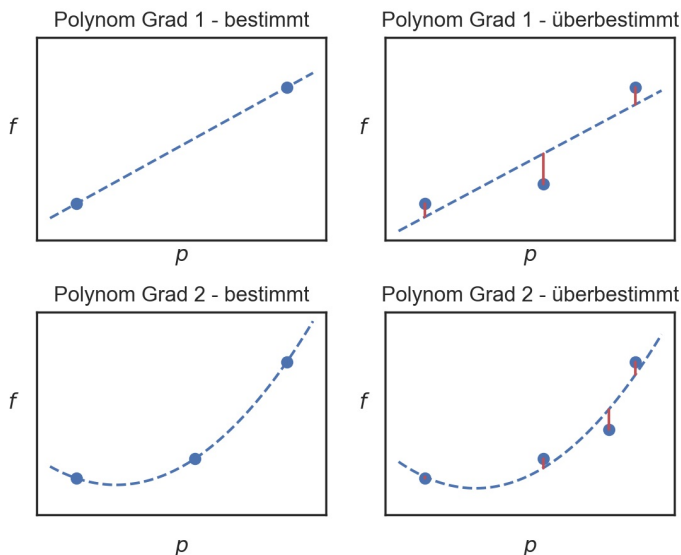 Polynom Grad 1 - bestimmt
Polynom Grad 1 - überbestimmt
f
f
p
p
Polynom Grad 2 - bestimmt
Polynom Grad 2 - überbestimmt
f
f
p
p